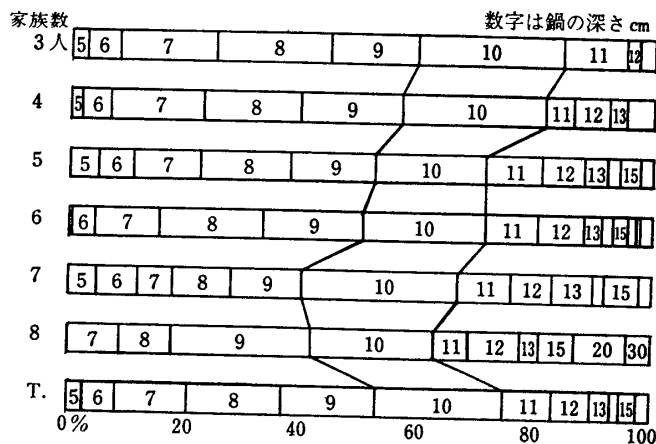 家族数 数字は鍋の深さcm
3人 5 6 7 8 9 10 11 12
4 5 6 7 8 9 10 11 12 13
5 5 6 7 8 9 10 11 12 13 15
6 6 7 8 9 10 11 12 13 15
7 5 6 7 8 9 10 11 12 13 15
8 7 8 9 10 11 12 13 15 20 30
T. 5 6 7 8 9 10 11 12 13 15
0% 20 40 60 80 100